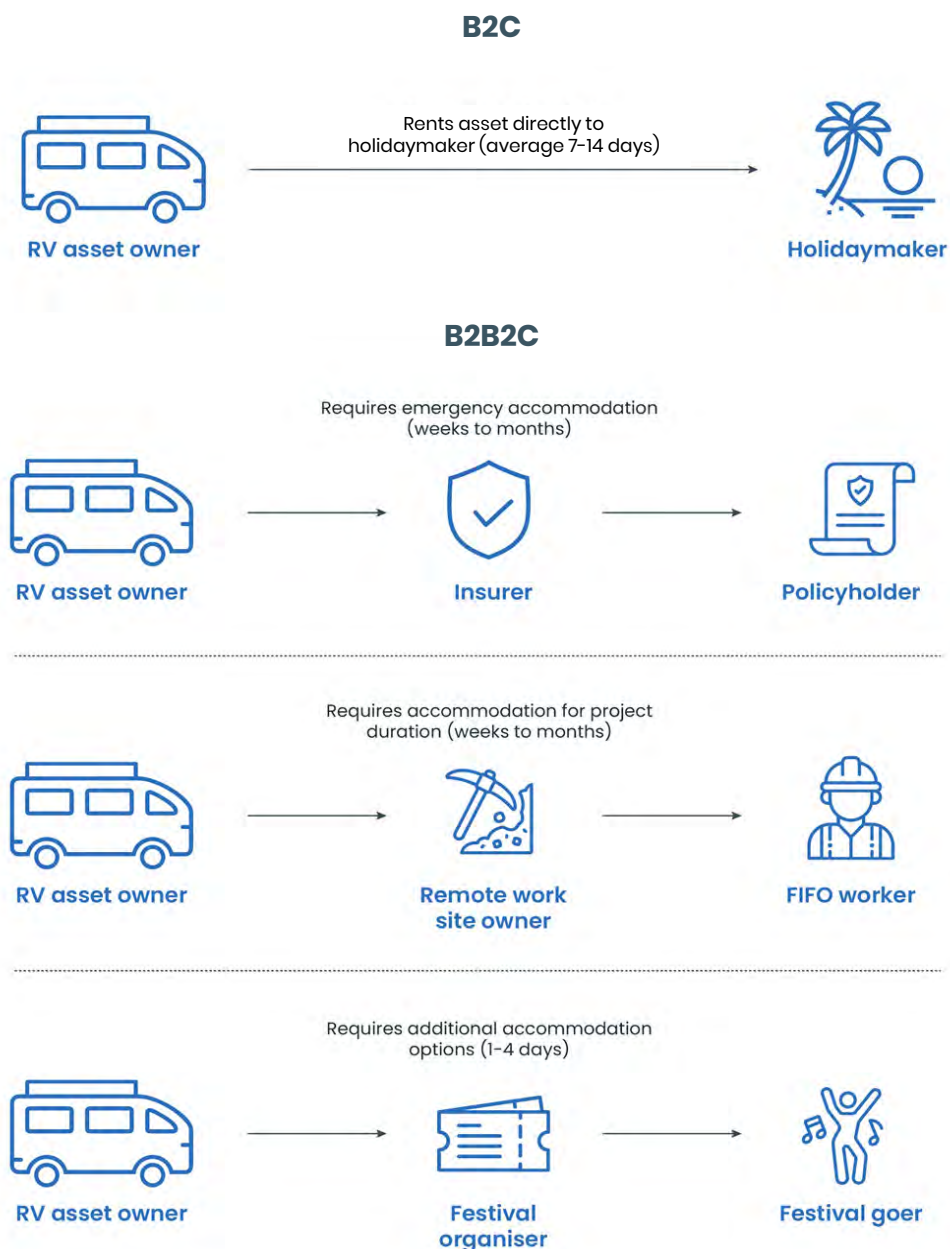 B2C
Rents asset directly to
holidaymaker (average 7-14 days)
RV asset owner
Holidaymaker
B2B2C
Requires emergency accommodation
(weeks to months)
RV asset owner
Insurer
Policyholder
Requires accommodation for project
duration (weeks to months)
RV asset owner
Remote work
site owner
FIFO worker
Requires additional accommodation
options (1-4 days)
RV asset owner
Festival
organiser
Festival goer